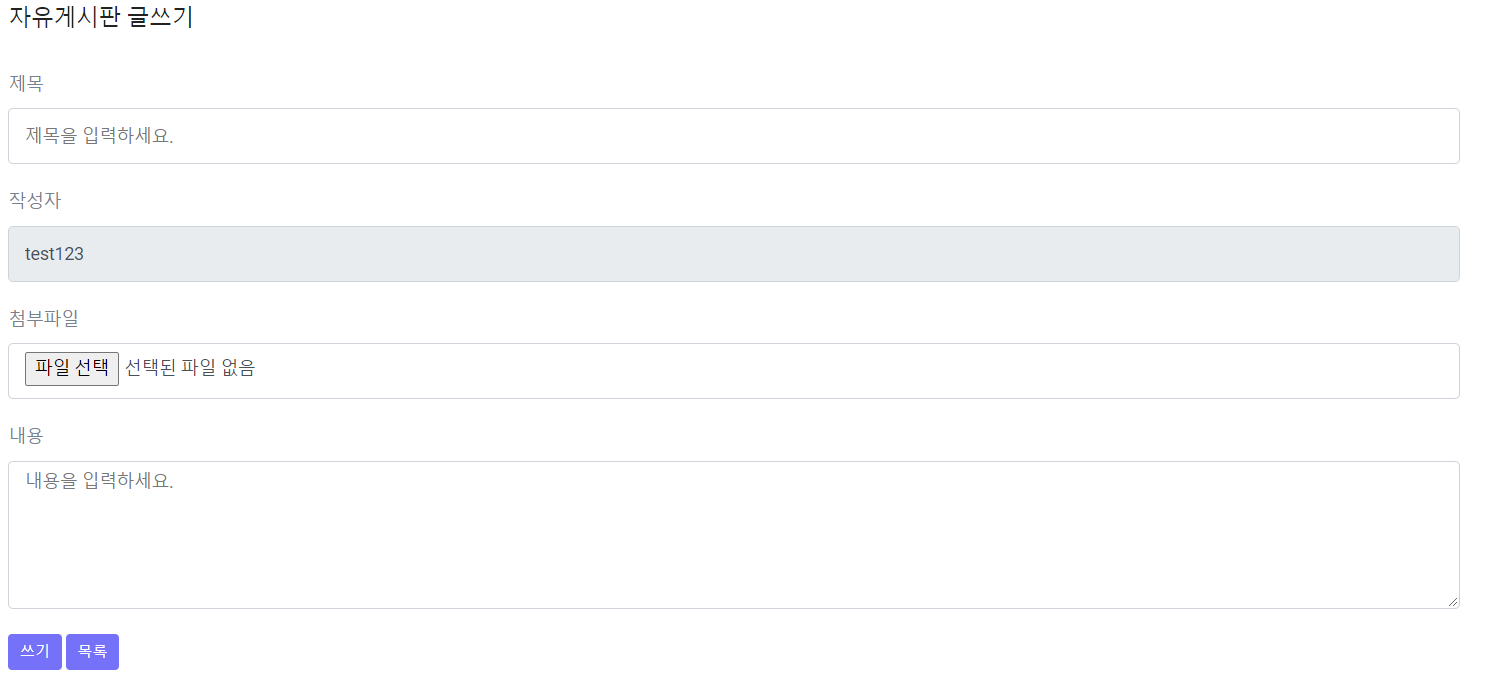 자유게시판 글쓰기
제목
제목을 입력하세요.
작성자
test123
첨부파일
파일 선택 선택된 파일 없음
내용
내용을 입력하세요.
쓰기 목록